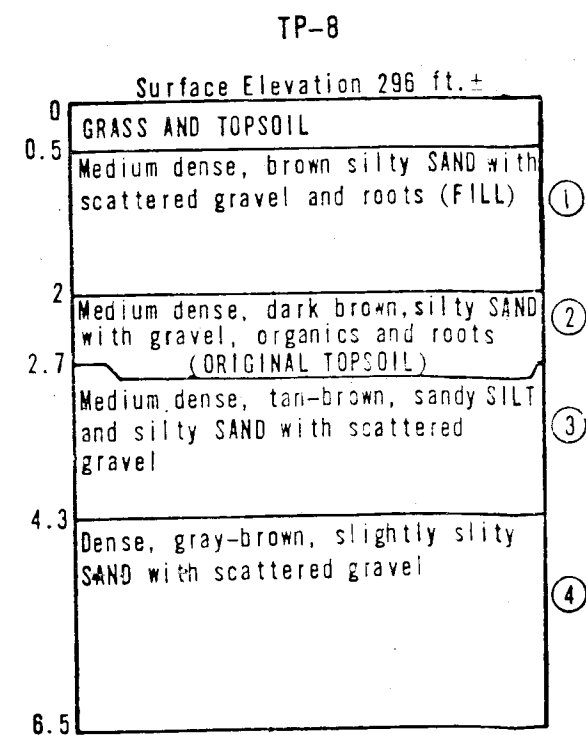 TP-8
Surface Elevation 296 ft.±
0
GRASS AND TOPSOIL
0.5
Medium dense, brown silty SAND with
scattered gravel and roots (FILL)
1
2
Medium dense, dark brown, silty SAND
with gravel, organics and roots
(ORIGINAL TOPSOIL)
2
2.7
Medium dense, tan-brown, sandy SILT
and silty SAND with scattered
gravel
3
4.3
Dense, gray-brown, slightly slity
SAND with scattered gravel
4
6.5